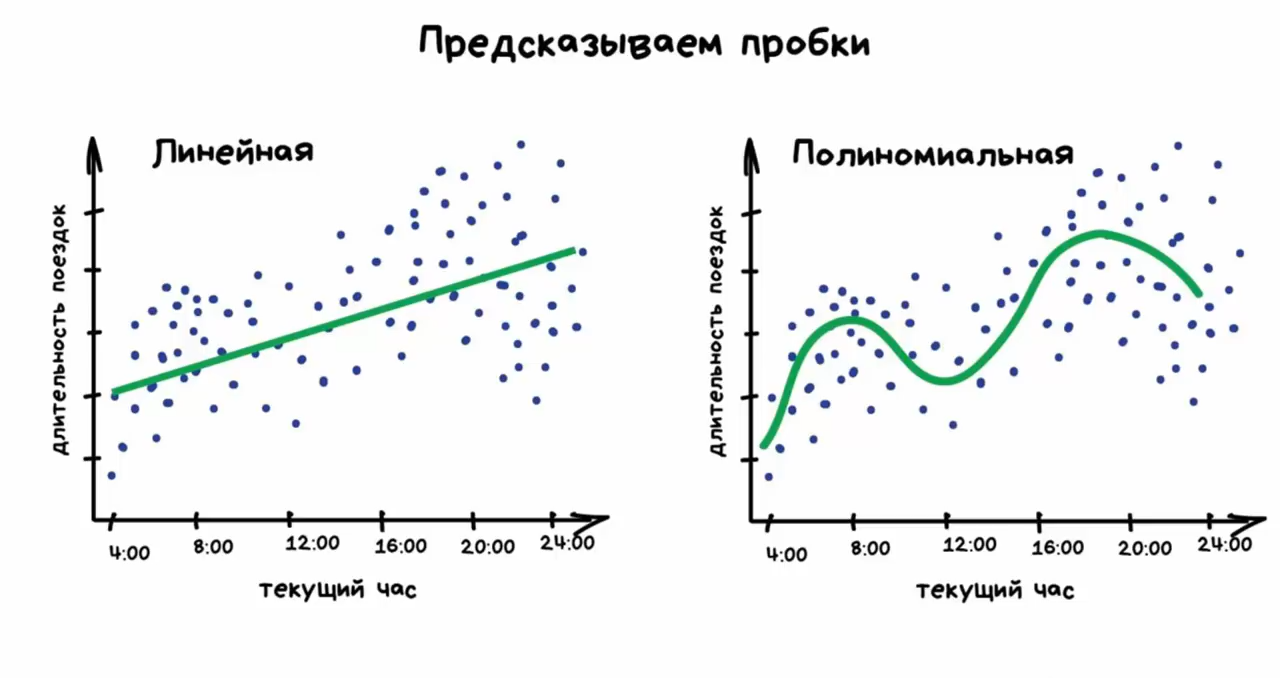 Предсказываем пробки
Линейная
длительность поездок
4:00 8:00 12:00 16:00 20:00 24:00
текущий час
Полиномиальная
длительность поездок
4:00 8:00 12:00 16:00 20:00 24:00
текущий час